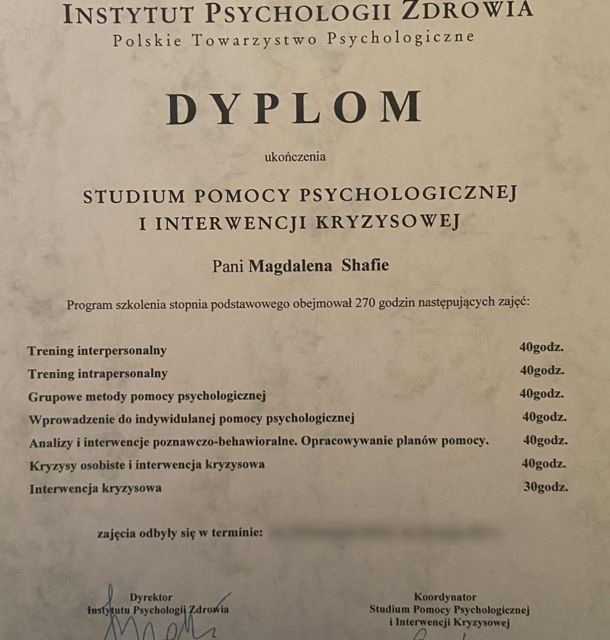 INSTYTUT PSYCHOLOGII ZDROWIA
Polskie Towarzystwo Psychologiczne
DYPLOM
ukończenia
STUDIUM POMOCY PSYCHOLOGICZNEJ
I INTERWENCJI KRYZYSOWEJ
Pani Magdalena Shafie
Program szkolenia stopnia podstawowego obejmował 270 godzin następujących zajęć:
Trening interpersonalny 40godz.
Trening intrapersonalny 40godz.
Grupowe metody pomocy psychologicznej 40godz.
Wprowadzenie do indywidulanej pomocy psychologicznej 40godz.
Analizy i interwencje poznawczo-behawioralne. Opracowywanie planów pomocy. 40godz.
Kryzysy osobiste i interwencja kryzysowa 40godz.
Interwencja kryzysowa 30godz.
zajęcia odbyły się w terminie:
Dyrektor Koordynator
Instytutu Psychologii Zdrowia Studium Pomocy Psychologicznej
i Interwencji Kryzysowej